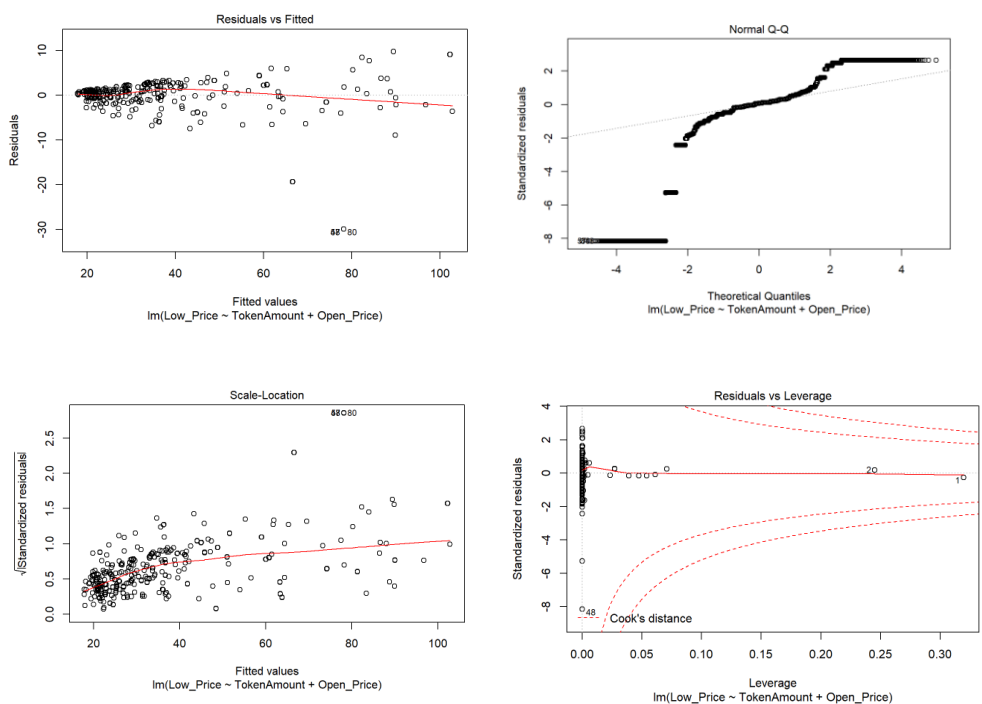 Residuals vs Fitted
Residuals
10
0
-10
-20
-30
80
20 40 60 80 100
Fitted values
lm(Low_Price ~ TokenAmount + Open_Price)
Normal Q-Q
Standardized residuals
2
0
-2
-4
-6
-8
-4 -2 0 2 4
Theoretical Quantiles
lm(Low_Price ~ TokenAmount + Open_Price)
Scale-Location
√|Standardized residuals|
2.5
2.0
1.5
1.0
0.5
0.0
80
20 40 60 80 100
Fitted values
lm(Low_Price ~ TokenAmount + Open_Price)
Residuals vs Leverage
Standardized residuals
4
2
0
-2
-4
-6
-8
2
1
48
Cook's distance
0.00 0.05 0.10 0.15 0.20 0.25 0.30
Leverage
lm(Low_Price ~ TokenAmount + Open_Price)